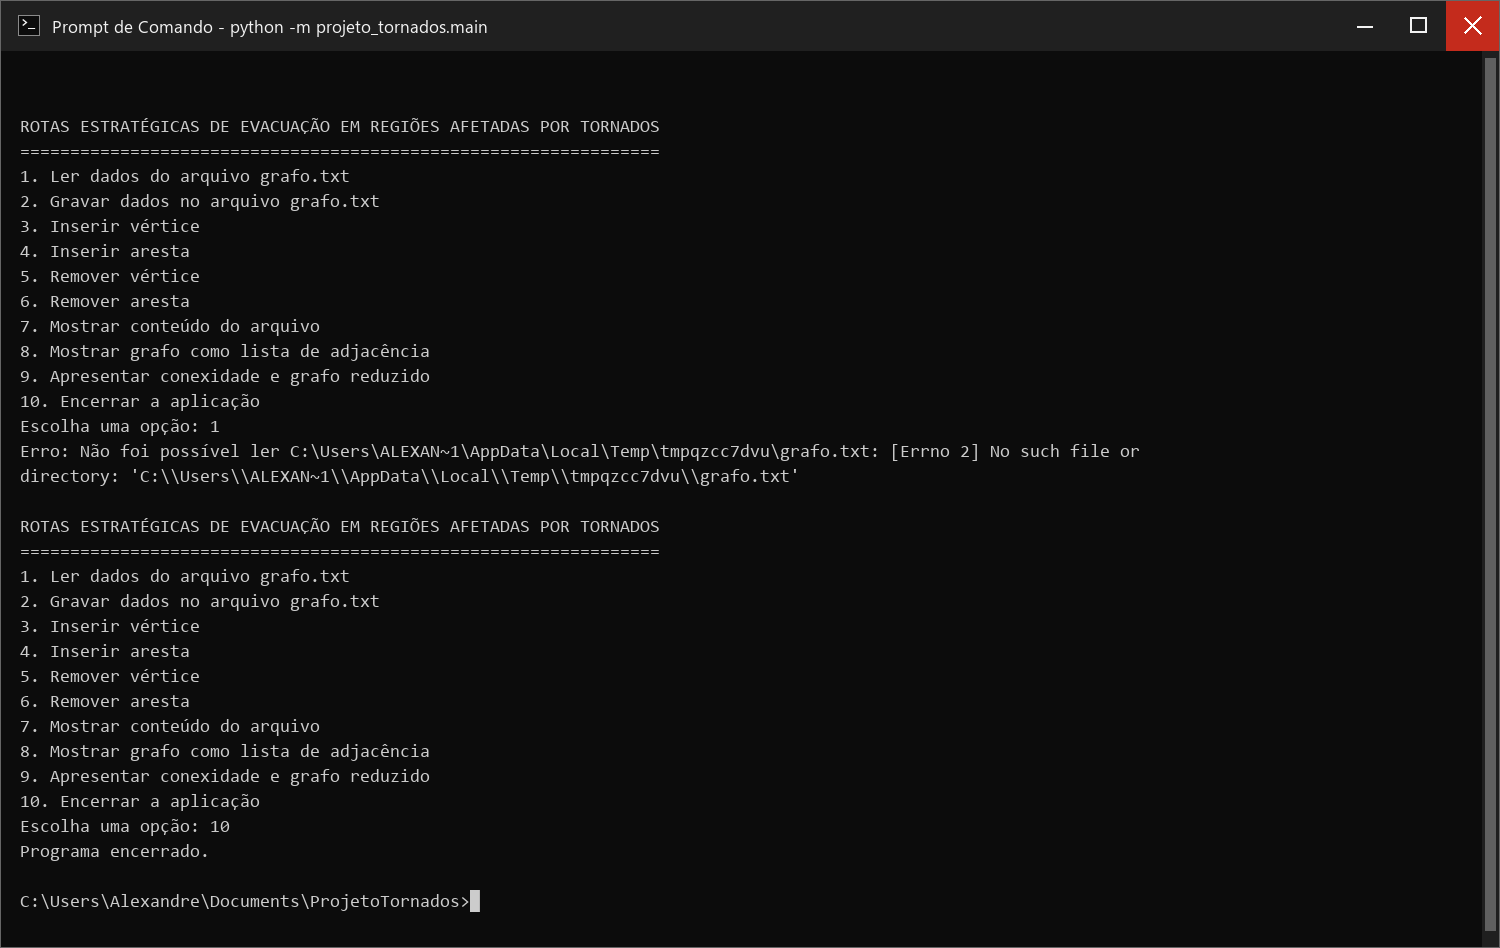 Prompt de Comando - python -m projeto_tornados.main
ROTAS ESTRATÉGICAS DE EVACUAÇÃO EM REGIÕES AFETADAS POR TORNADOS
================================================================
1. Ler dados do arquivo grafo.txt
2. Gravar dados no arquivo grafo.txt
3. Inserir vértice
4. Inserir aresta
5. Remover vértice
6. Remover aresta
7. Mostrar conteúdo do arquivo
8. Mostrar grafo como lista de adjacência
9. Apresentar conexidade e grafo reduzido
10. Encerrar a aplicação
Escolha uma opção: 1
Erro: Não foi possível ler C:\Users\ALEXAN~1\AppData\Local\Temp\tmpqzcc7dvu\grafo.txt: [Errno 2] No such file or
directory: 'C:\\Users\\ALEXAN~1\\AppData\\Local\\Temp\\tmpqzcc7dvu\\grafo.txt'
ROTAS ESTRATÉGICAS DE EVACUAÇÃO EM REGIÕES AFETADAS POR TORNADOS
================================================================
1. Ler dados do arquivo grafo.txt
2. Gravar dados no arquivo grafo.txt
3. Inserir vértice
4. Inserir aresta
5. Remover vértice
6. Remover aresta
7. Mostrar conteúdo do arquivo
8. Mostrar grafo como lista de adjacência
9. Apresentar conexidade e grafo reduzido
10. Encerrar a aplicação
Escolha uma opção: 10
Programa encerrado.
C:\Users\Alexandre\Documents\ProjetoTornados>